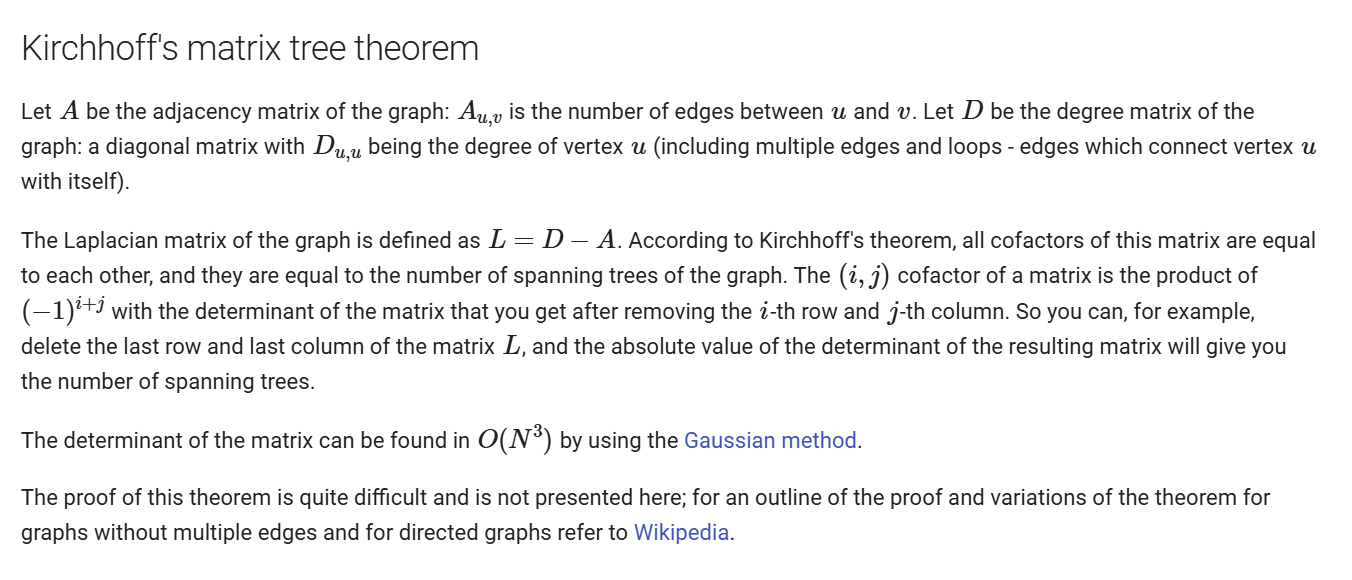 Kirchhoff's matrix tree theorem
Let A be the adjacency matrix of the graph: A_{u,v} is the number of edges between u and v. Let D be the degree matrix of the
graph: a diagonal matrix with D_{u,u} being the degree of vertex u (including multiple edges and loops - edges which connect vertex u
with itself).
The Laplacian matrix of the graph is defined as L = D − A. According to Kirchhoff's theorem, all cofactors of this matrix are equal
to each other, and they are equal to the number of spanning trees of the graph. The (i, j) cofactor of a matrix is the product of
(−1)^{i+j} with the determinant of the matrix that you get after removing the i-th row and j-th column. So you can, for example,
delete the last row and last column of the matrix L, and the absolute value of the determinant of the resulting matrix will give you
the number of spanning trees.
The determinant of the matrix can be found in O(N^3) by using the Gaussian method.
The proof of this theorem is quite difficult and is not presented here; for an outline of the proof and variations of the theorem for
graphs without multiple edges and for directed graphs refer to Wikipedia.